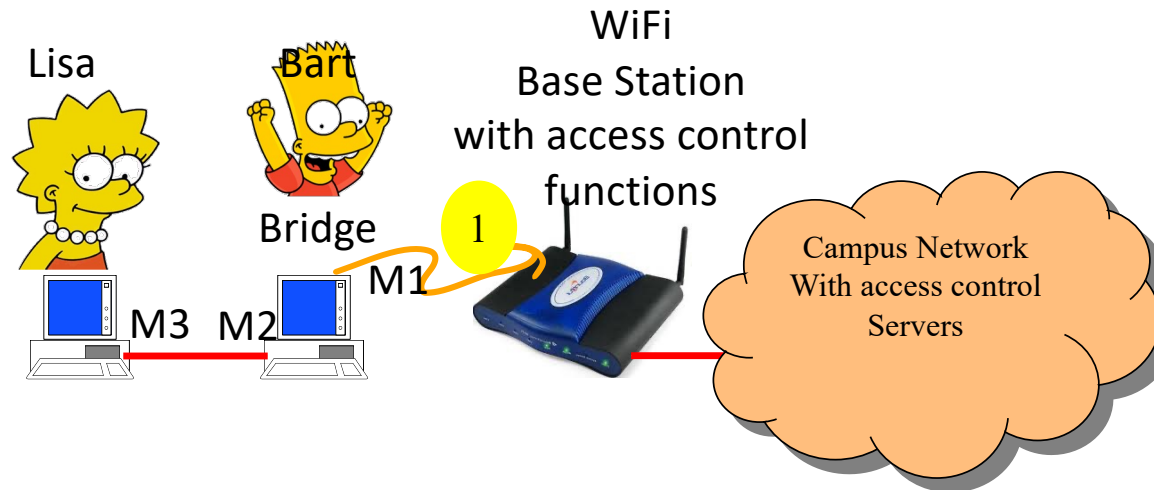 Lisa
Bart
WiFi
Base Station
with access control
functions
Bridge
1
M1
M3
M2
Campus Network
With access control
Servers